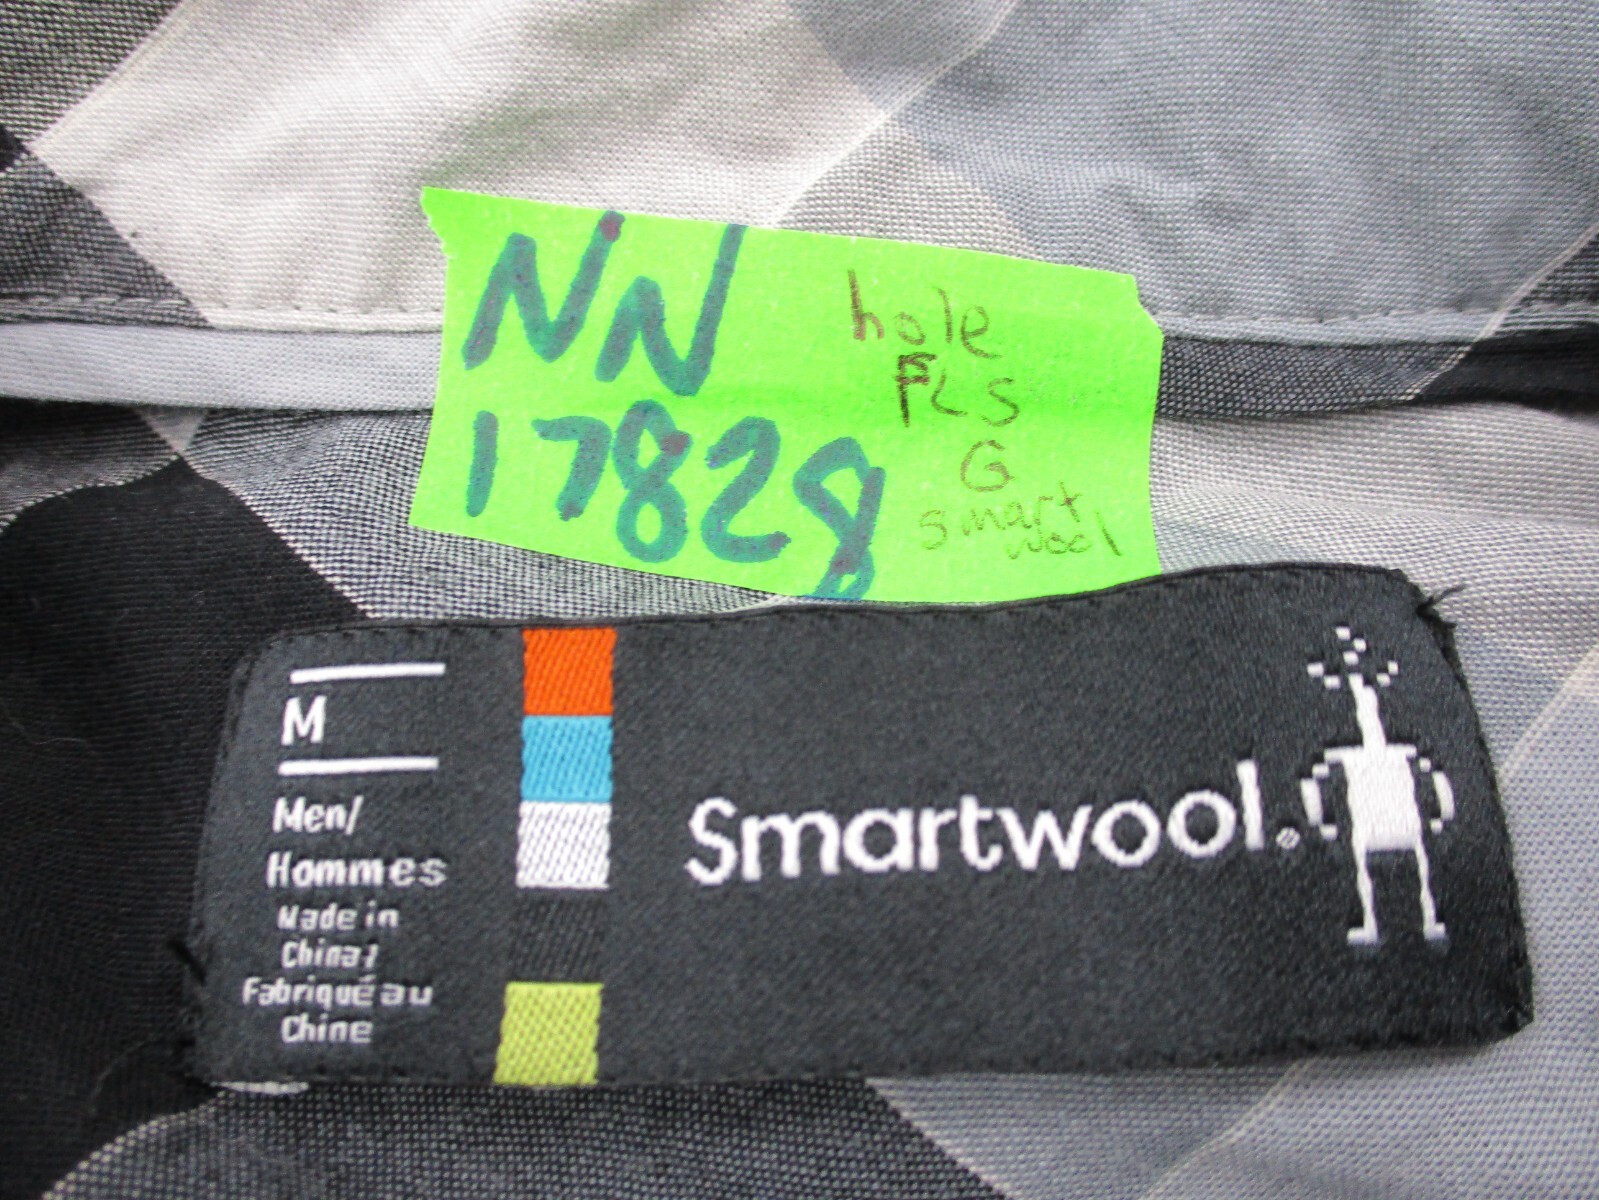 NN
17828
hole
FLS
G
smart
wool
M
Men/
Hommes
Made in
China/
Fabriqué au
Chine
Smartwool®